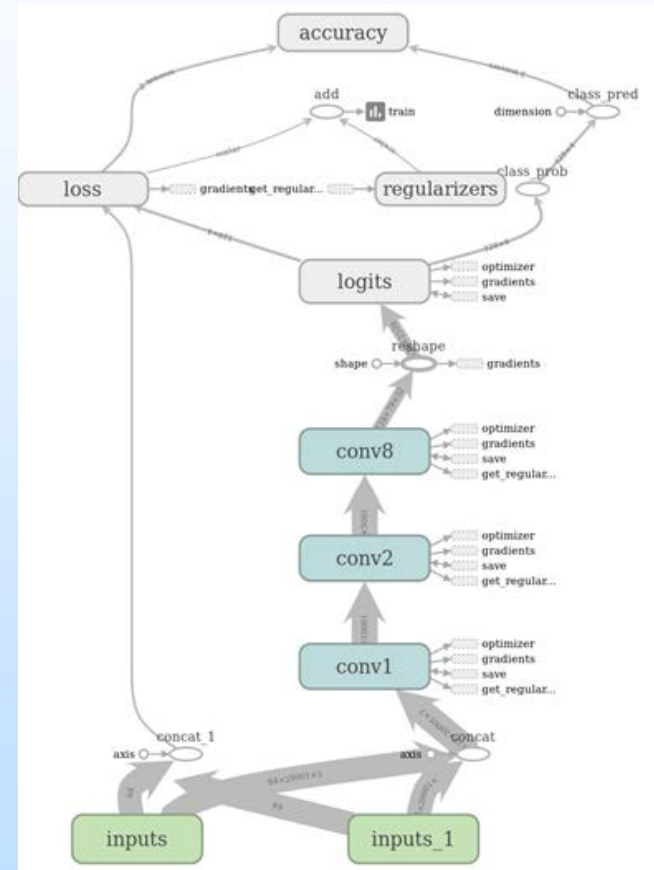 accuracy
add
class_pred
train
dimension
class_prob
loss
gradients
get_regular...
regularizers
logits
optimizer
gradients
save
reshape
shape
gradients
conv8
optimizer
gradients
save
get_regular...
conv2
optimizer
gradients
save
get_regular...
conv1
optimizer
gradients
save
get_regular...
concat_1
axis
axis
concat
inputs
inputs_1